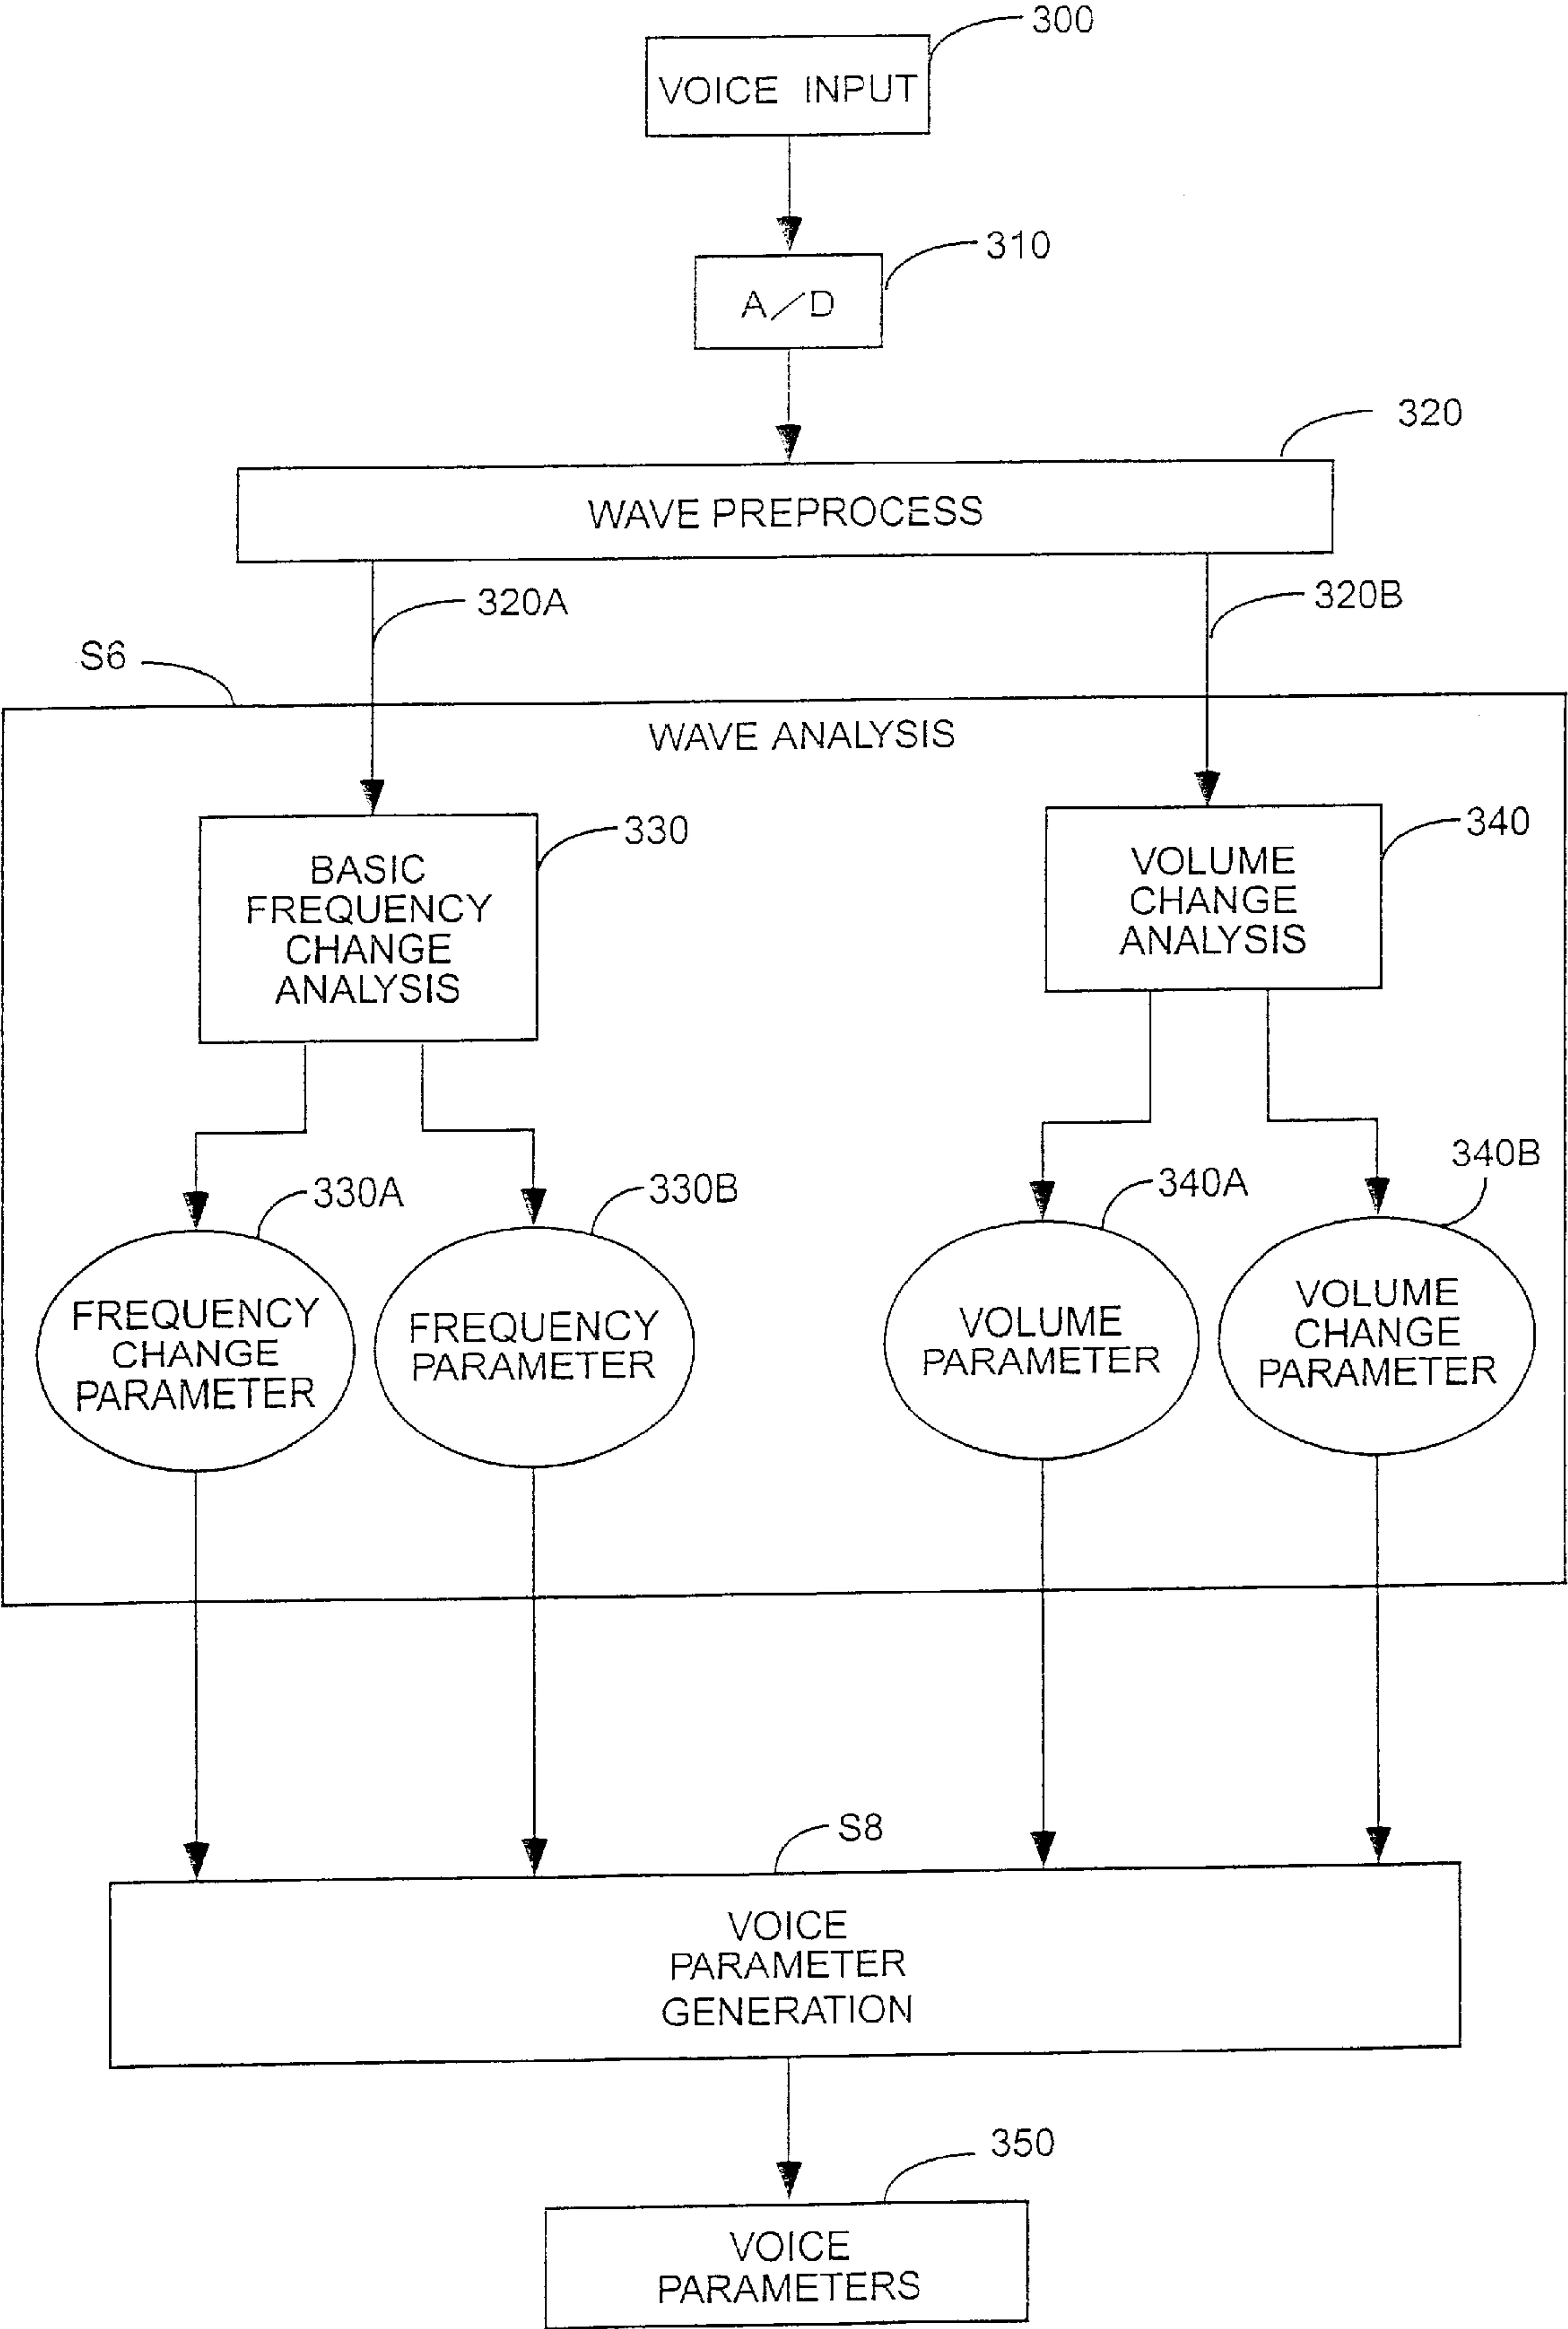 300
VOICE INPUT
310
A/D
320
WAVE PREPROCESS
320A
320B
S6
WAVE ANALYSIS
330
BASIC
FREQUENCY
CHANGE
ANALYSIS
340
VOLUME
CHANGE
ANALYSIS
330A
FREQUENCY
CHANGE
PARAMETER
330B
FREQUENCY
PARAMETER
340A
VOLUME
PARAMETER
340B
VOLUME
CHANGE
PARAMETER
S8
VOICE
PARAMETER
GENERATION
350
VOICE
PARAMETERS